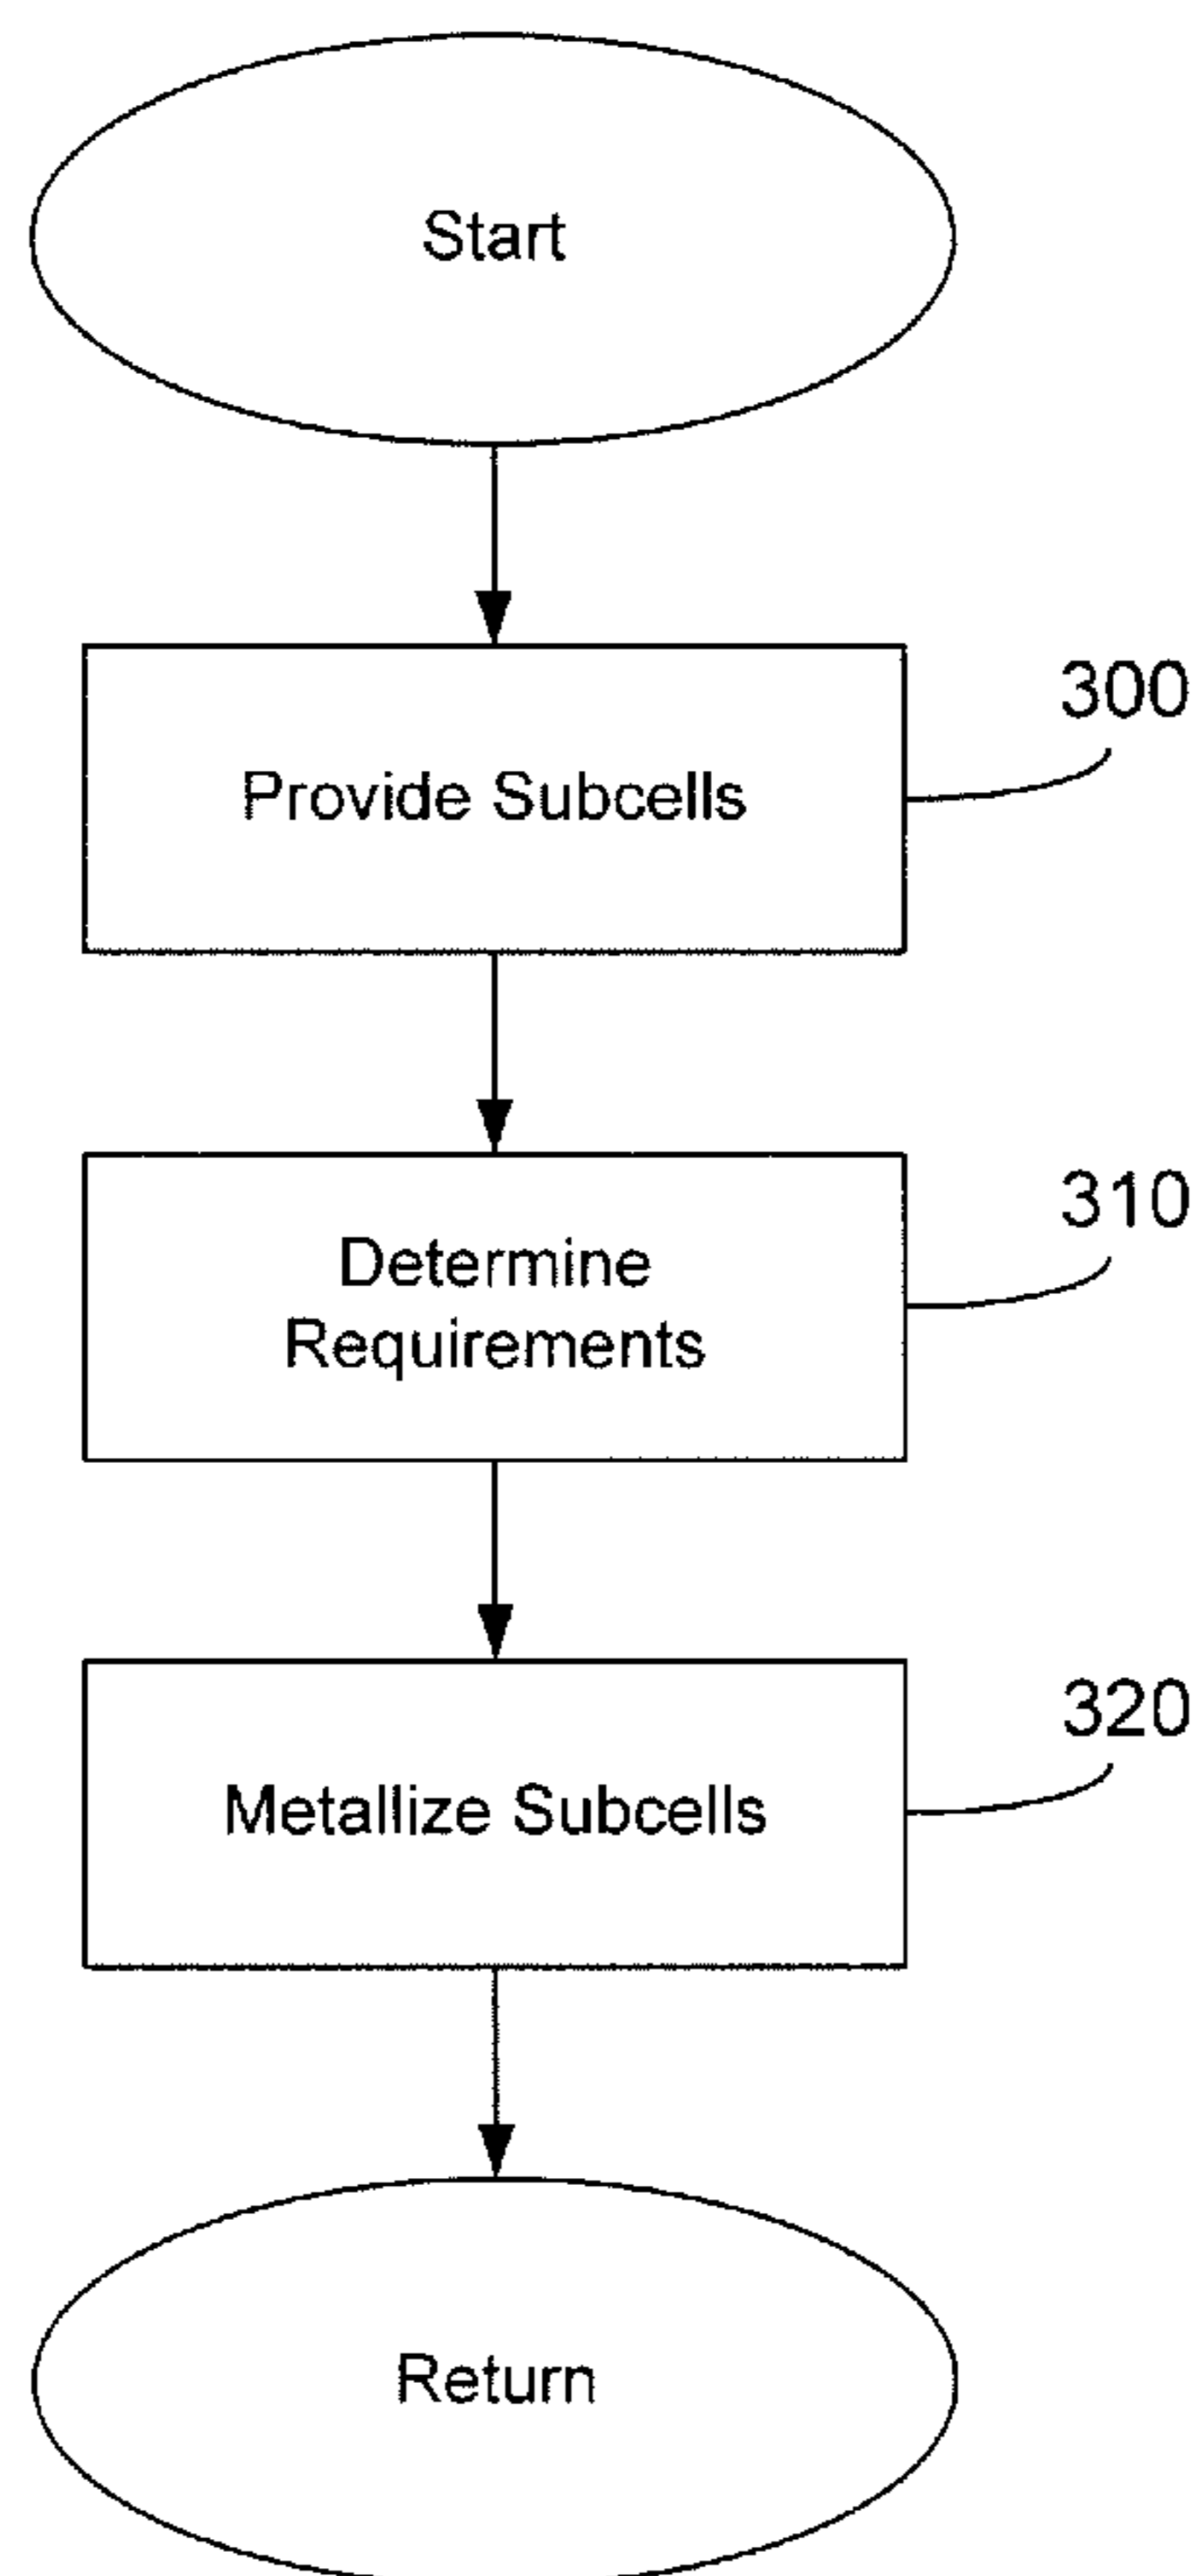 Start
Provide Subcells
300
Determine
Requirements
310
Metallize Subcells
320
Return